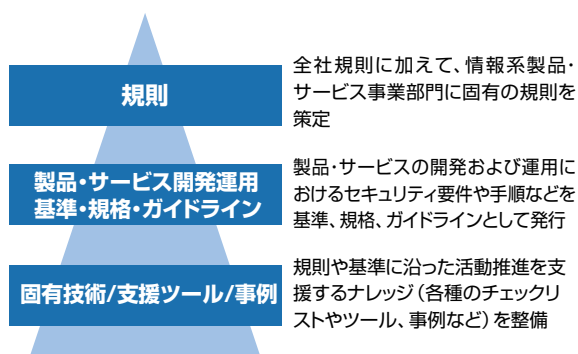 規則
全社規則に加えて、情報系製品・
サービス事業部門に固有の規則を
策定
製品・サービス開発運用
基準・規格・ガイドライン
製品・サービスの開発および運用に
おけるセキュリティ要件や手順などを
基準、規格、ガイドラインとして発行
固有技術/支援ツール/事例
規則や基準に沿った活動推進を支
援するナレッジ（各種のチェックリ
ストやツール、事例など）を整備